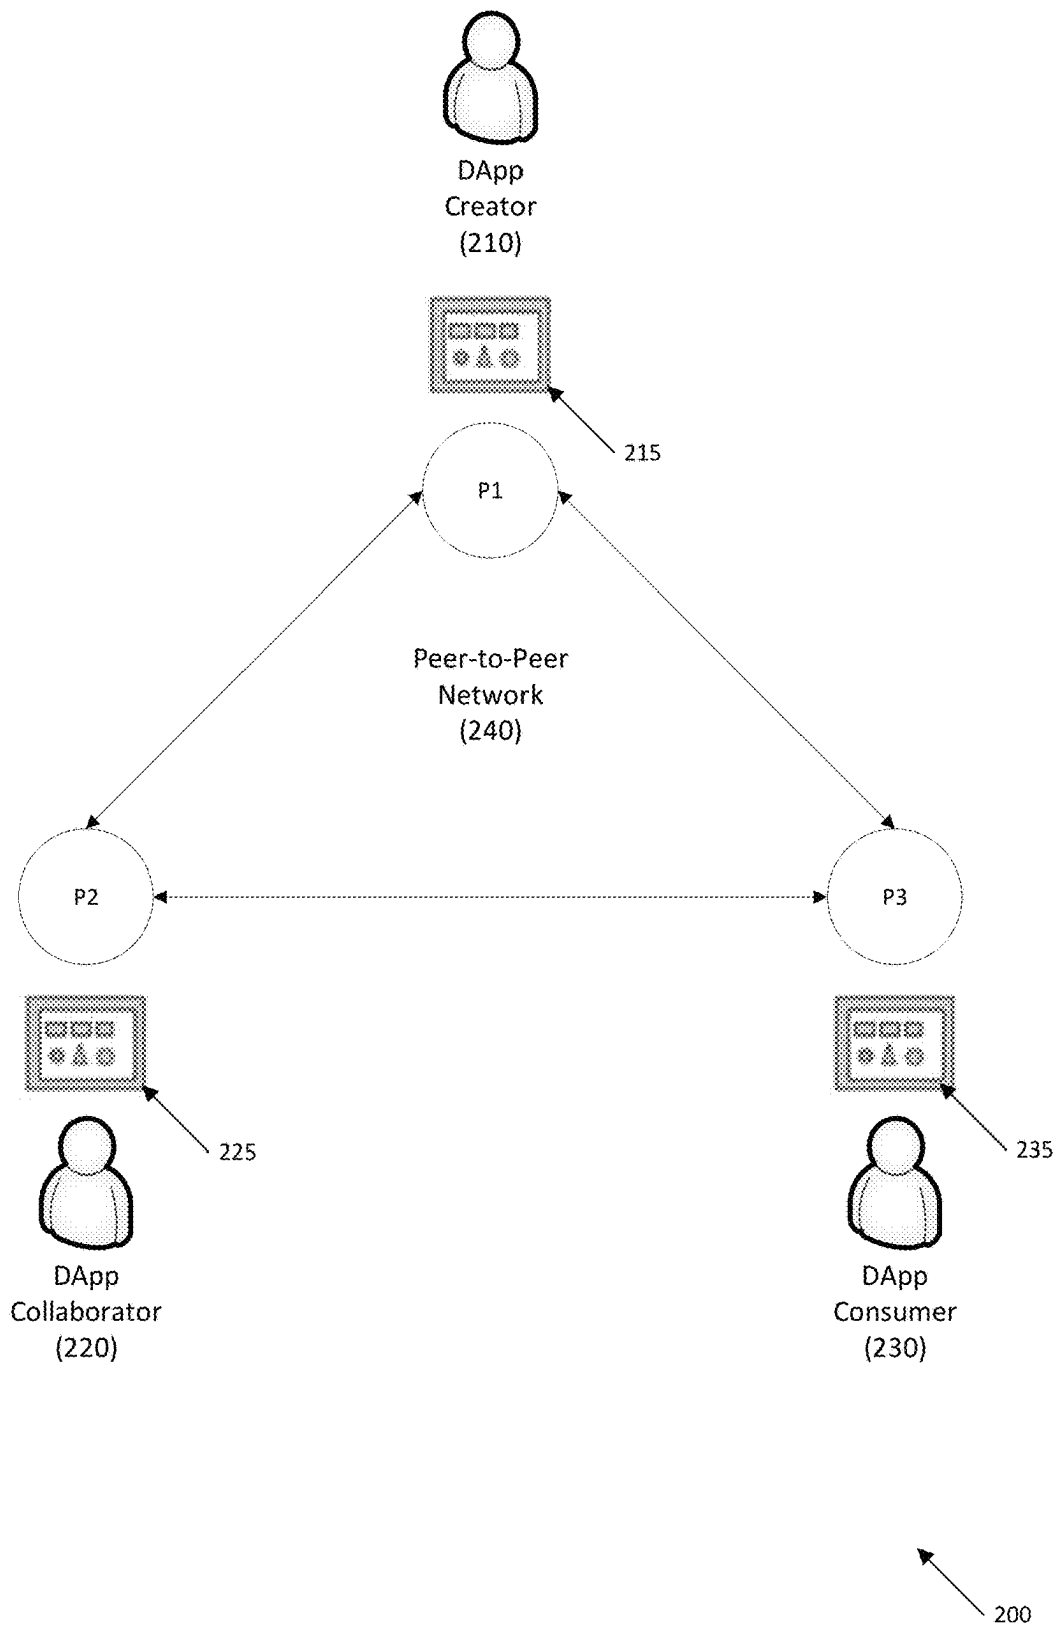 DApp
Creator
(210)
215
P1
Peer-to-Peer
Network
(240)
P2
P3
225
235
DApp
Collaborator
(220)
DApp
Consumer
(230)
200